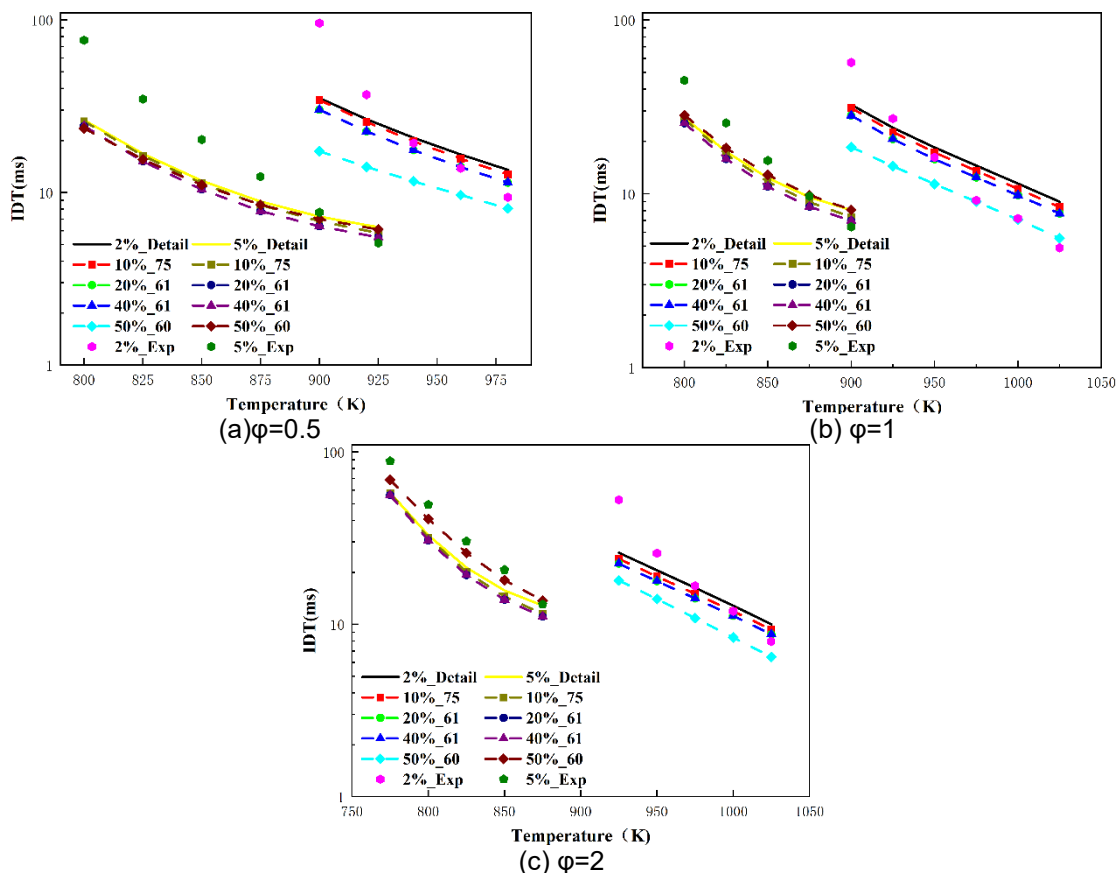 100
IDT(ms)
10
1
2%_Detail 5%_Detail
10%_75 10%_75
20%_61 20%_61
40%_61 40%_61
50%_60 50%_60
2%_Exp 5%_Exp
800 825 850 875 900 925 950 975
Temperature（K）
(a)φ=0.5
100
IDT(ms)
10
1
2%_Detail 5%_Detail
10%_75 10%_75
20%_61 20%_61
40%_61 40%_61
50%_60 50%_60
2%_Exp 5%_Exp
800 850 900 950 1000 1050
Temperature（K）
(b) φ=1
100
IDT(ms)
10
1
2%_Detail 5%_Detail
10%_75 10%_75
20%_61 20%_61
40%_61 40%_61
50%_60 50%_60
2%_Exp 5%_Exp
750 800 850 900 950 1000 1050
Temperature（K）
(c) φ=2